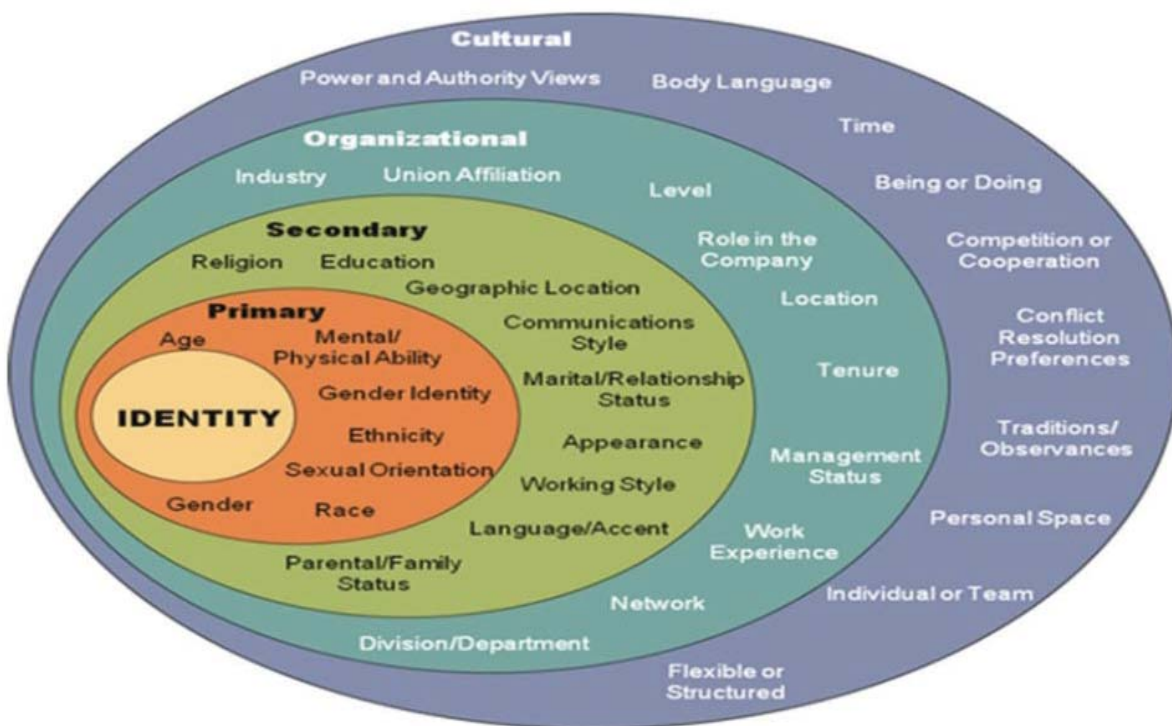 Cultural
Power and Authority Views
Body Language
Time
Being or Doing
Competition or
Cooperation
Conflict
Resolution
Preferences
Traditions/
Observances
Personal Space
Individual or Team
Flexible or
Structured
Organizational
Industry
Union Affiliation
Level
Role in the
Company
Location
Tenure
Management
Status
Work
Experience
Network
Division/Department
Secondary
Religion
Education
Geographic Location
Communications
Style
Marital/Relationship
Status
Appearance
Working Style
Language/Accent
Parental/Family
Status
Primary
Age
Mental/
Physical Ability
Gender Identity
Ethnicity
Sexual Orientation
Race
Gender
IDENTITY